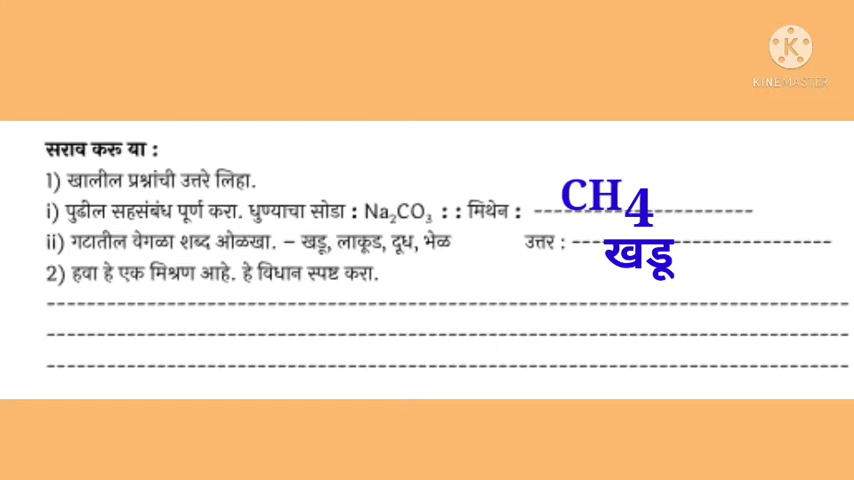 K
KINEMASTER
सराव करू या :
1) खालील प्रश्नांची उत्तरे लिहा.
i) पुढील सहसंबंध पूर्ण करा. धुण्याचा सोडा : Na₂CO₃ : : मिथेन : CH4
ii) गटातील वेगळा शब्द ओळखा. – खडू, लाकूड, दूध, भेळ उत्तर : खडू
2) हवा हे एक मिश्रण आहे. हे विधान स्पष्ट करा.